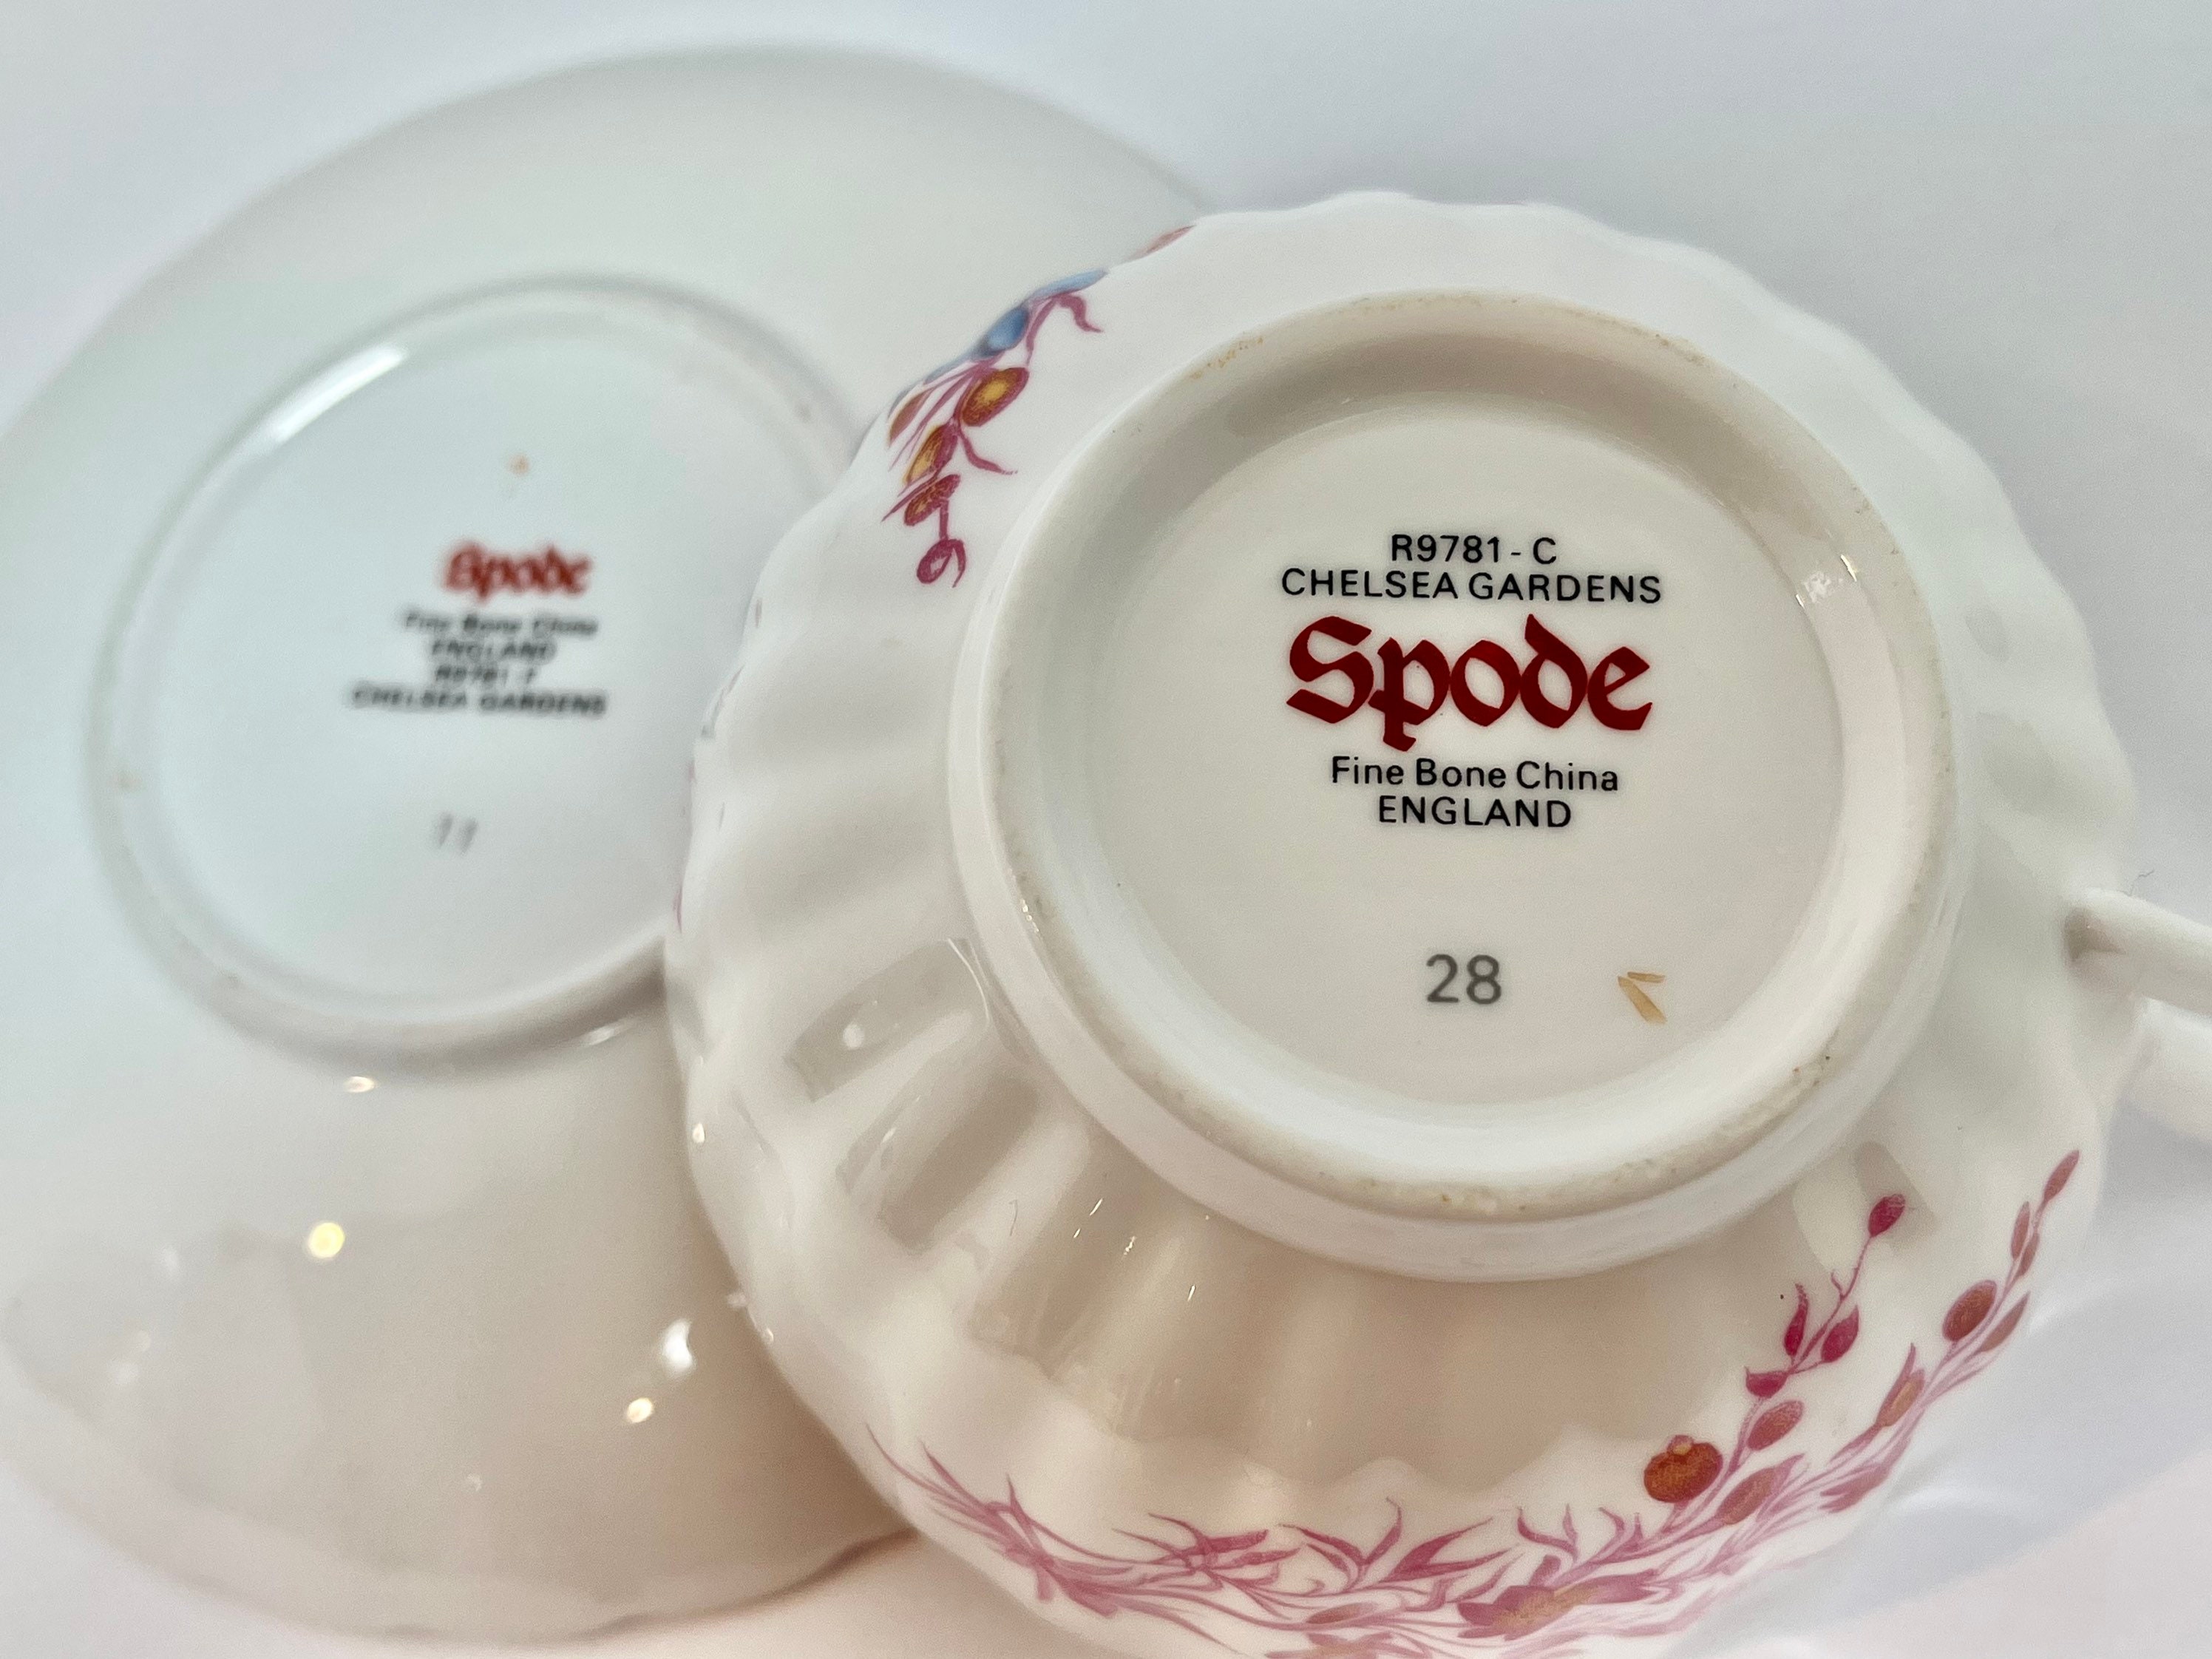 Spode
Fine Bone China
ENGLAND
CHELSEA GARDENS
R9781 - C
CHELSEA GARDENS
Spode
Fine Bone China
ENGLAND
28